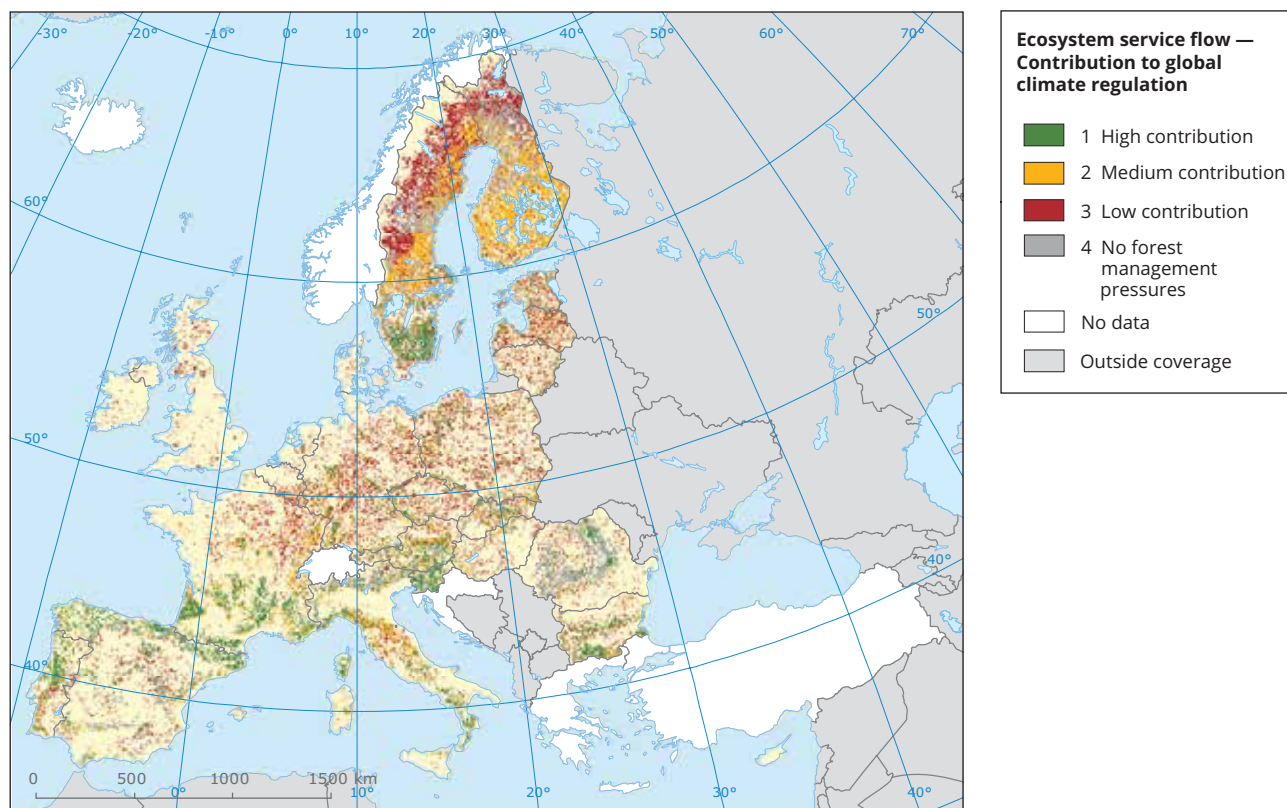 -30° -20° -10° 0° 10° 20° 30° 40° 50° 60° 70°
60°
50°
50°
40°
40°
0 500 1000 1500 km
0° 10° 20° 30° 40°
Ecosystem service flow —
Contribution to global
climate regulation
1 High contribution
2 Medium contribution
3 Low contribution
4 No forest
management
pressures
No data
Outside coverage